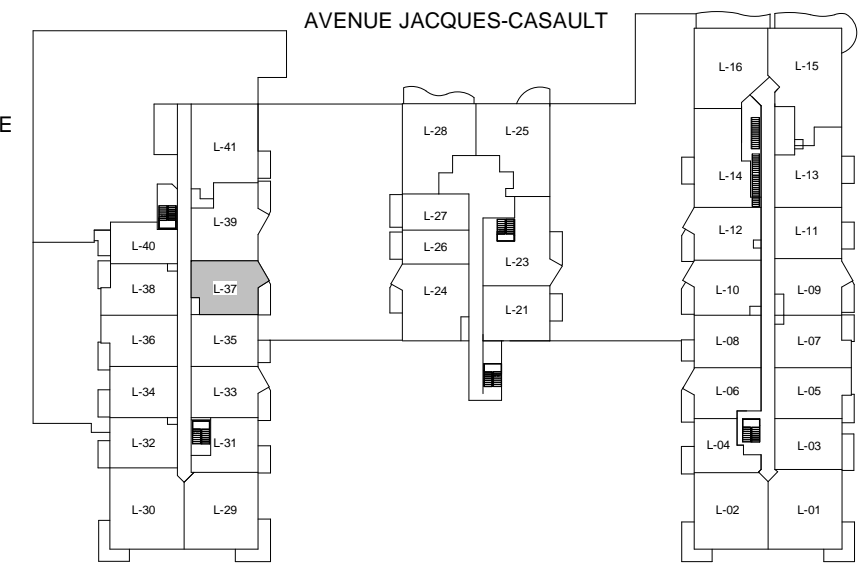 AVENUE JACQUES-CASAULT
E
L-16 L-15
L-28 L-25
L-41
L-14 L-13
L-27
L-39
L-12 L-11
L-40
L-26
L-23
L-38 L-37
L-24
L-10 L-09
L-21
L-36 L-35
L-08 L-07
L-34 L-33
L-06 L-05
L-32 L-31
L-04 L-03
L-30 L-29
L-02 L-01